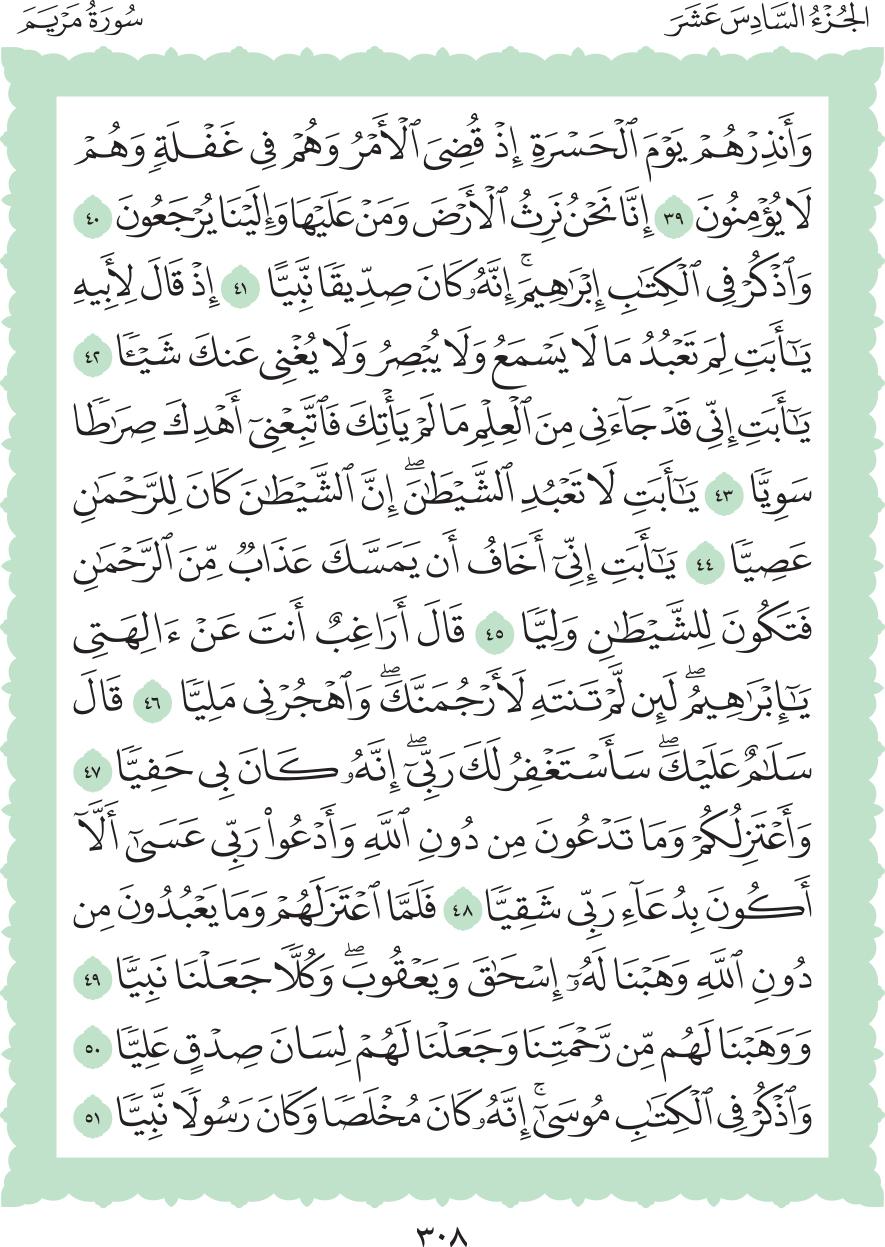 الجُزْءُ السَّادِسَ عَشَرَ
سُورَةُ مَرْيَمَ
وَأَنذِرْهُمْ يَوْمَ ٱلْحَسْرَةِ إِذْ قُضِيَ ٱلْأَمْرُ وَهُمْ فِي غَفْلَةٍ وَهُمْ
لَا يُؤْمِنُونَ ٣٩ إِنَّا نَحْنُ نَرِثُ ٱلْأَرْضَ وَمَنْ عَلَيْهَا وَإِلَيْنَا يُرْجَعُونَ ٤٠
وَٱذْكُرْ فِي ٱلْكِتَٰبِ إِبْرَٰهِيمَۚ إِنَّهُۥ كَانَ صِدِّيقًا نَّبِيًّا ٤١ إِذْ قَالَ لِأَبِيهِ
يَٰٓأَبَتِ لِمَ تَعْبُدُ مَا لَا يَسْمَعُ وَلَا يُبْصِرُ وَلَا يُغْنِي عَنكَ شَيْـًٔا ٤٢
يَٰٓأَبَتِ إِنِّي قَدْ جَآءَنِي مِنَ ٱلْعِلْمِ مَا لَمْ يَأْتِكَ فَٱتَّبِعْنِيٓ أَهْدِكَ صِرَٰطًا
سَوِيًّا ٤٣ يَٰٓأَبَتِ لَا تَعْبُدِ ٱلشَّيْطَٰنَۖ إِنَّ ٱلشَّيْطَٰنَ كَانَ لِلرَّحْمَٰنِ
عَصِيًّا ٤٤ يَٰٓأَبَتِ إِنِّيٓ أَخَافُ أَن يَمَسَّكَ عَذَابٌ مِّنَ ٱلرَّحْمَٰنِ
فَتَكُونَ لِلشَّيْطَٰنِ وَلِيًّا ٤٥ قَالَ أَرَاغِبٌ أَنتَ عَنْ ءَالِهَتِي
يَٰٓإِبْرَٰهِيمُۖ لَئِن لَّمْ تَنتَهِ لَأَرْجُمَنَّكَۖ وَٱهْجُرْنِي مَلِيًّا ٤٦ قَالَ
سَلَٰمٌ عَلَيْكَۖ سَأَسْتَغْفِرُ لَكَ رَبِّيٓۖ إِنَّهُۥ كَانَ بِي حَفِيًّا ٤٧
وَأَعْتَزِلُكُمْ وَمَا تَدْعُونَ مِن دُونِ ٱللَّهِ وَأَدْعُوا۟ رَبِّي عَسَىٰٓ أَلَّآ
أَكُونَ بِدُعَآءِ رَبِّي شَقِيًّا ٤٨ فَلَمَّا ٱعْتَزَلَهُمْ وَمَا يَعْبُدُونَ مِن
دُونِ ٱللَّهِ وَهَبْنَا لَهُۥٓ إِسْحَٰقَ وَيَعْقُوبَۖ وَكُلًّا جَعَلْنَا نَبِيًّا ٤٩
وَوَهَبْنَا لَهُم مِّن رَّحْمَتِنَا وَجَعَلْنَا لَهُمْ لِسَانَ صِدْقٍ عَلِيًّا ٥٠
وَٱذْكُرْ فِي ٱلْكِتَٰبِ مُوسَىٰٓۚ إِنَّهُۥ كَانَ مُخْلَصًا وَكَانَ رَسُولًا نَّبِيًّا ٥١
٣٠٨